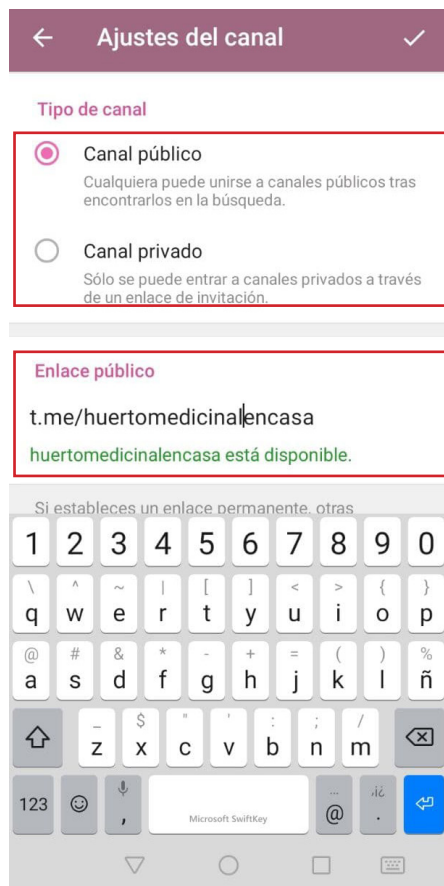 Ajustes del canal
Tipo de canal
Canal público
Cualquiera puede unirse a canales públicos tras
encontrarlos en la búsqueda.
Canal privado
Sólo se puede entrar a canales privados a través
de un enlace de invitación.
Enlace público
t.me/huertomedicinalencasa
huertomedicinalencasa está disponible.
Si estableces un enlace permanente, otras
1 2 3 4 5 6 7 8 9 0
\ ^ ~ | [ ] < > { }
q w e r t y u i o p
@ # & * - + = ( ) %
a s d f g h j k l ñ
_ $ " ' : ; /
z x c v b n m
123 , Microsoft SwiftKey ... @ .